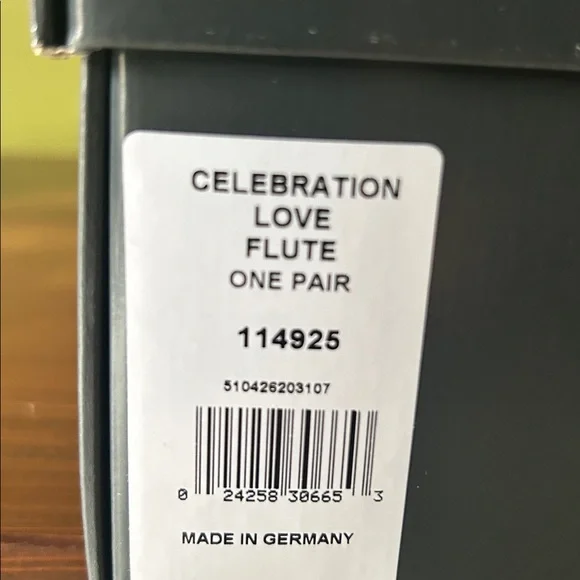 CELEBRATION
LOVE
FLUTE
ONE PAIR
114925
510426203107
0 24258 30665 3
MADE IN GERMANY